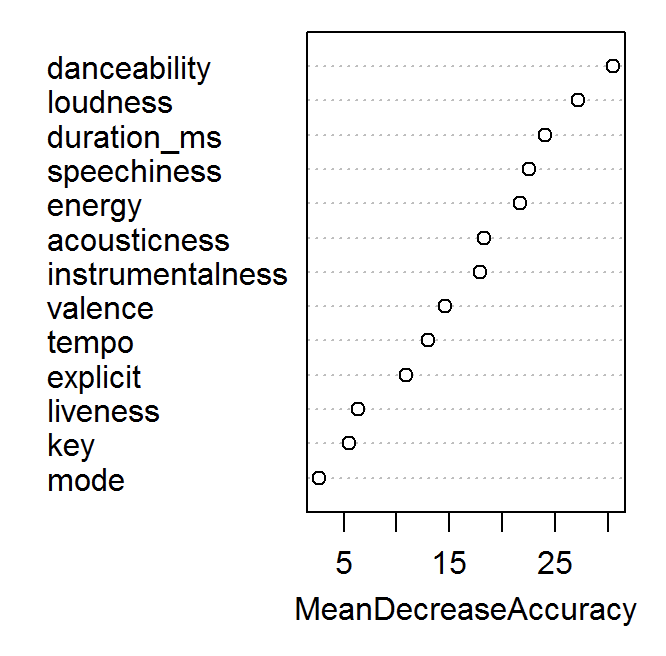 danceability
loudness
duration_ms
speechiness
energy
acousticness
instrumentalness
valence
tempo
explicit
liveness
key
mode
5 15 25
MeanDecreaseAccuracy